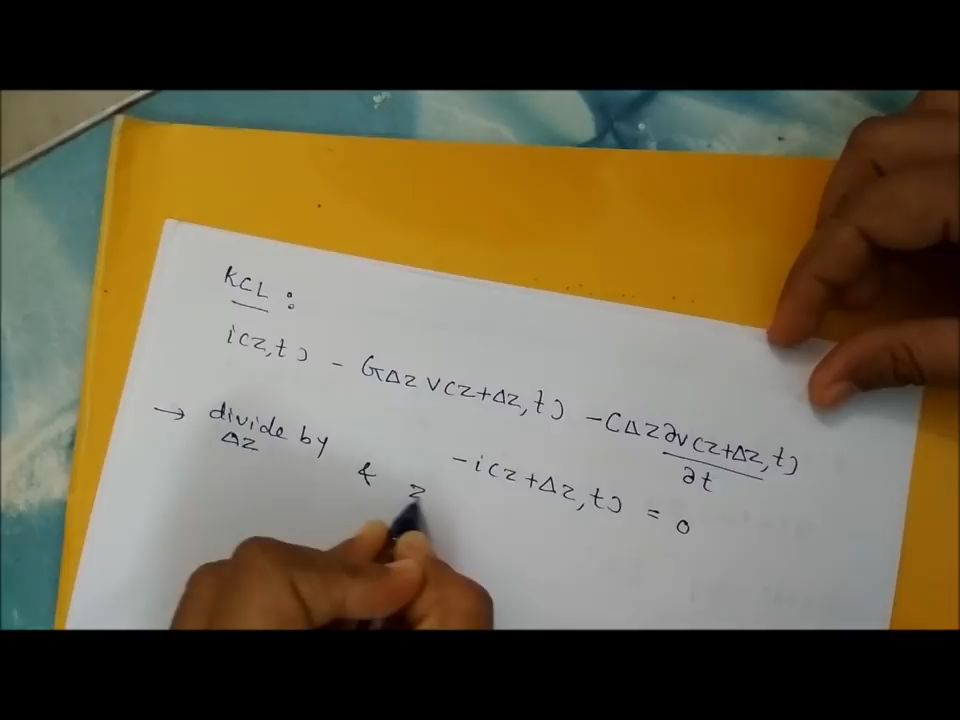 KCL :
i(z,t) - GΔz v(z+Δz,t) - CΔz ∂v(z+Δz,t)/∂t
- i(z+Δz,t) = 0
→ divide by
Δz
& z